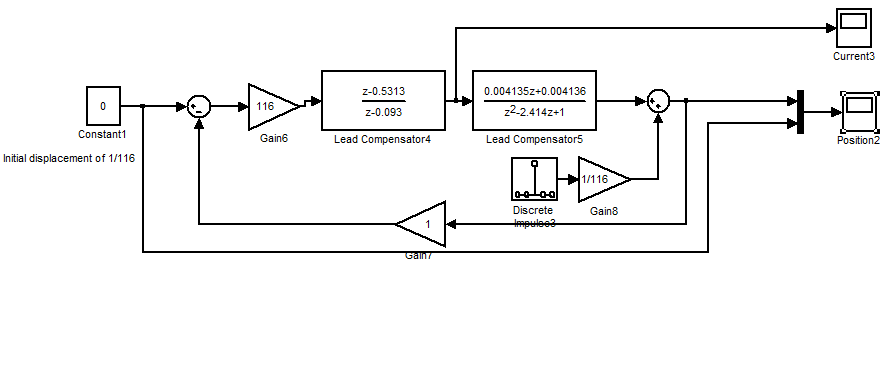 Current3
0
Constant1
116
Gain6
z-0.5313
z-0.093
Lead Compensator4
0.004135z+0.004136
z2-2.414z+1
Lead Compensator5
Position2
Initial displacement of 1/116
1/116
Gain8
Discrete
Impulse3
1
Gain7